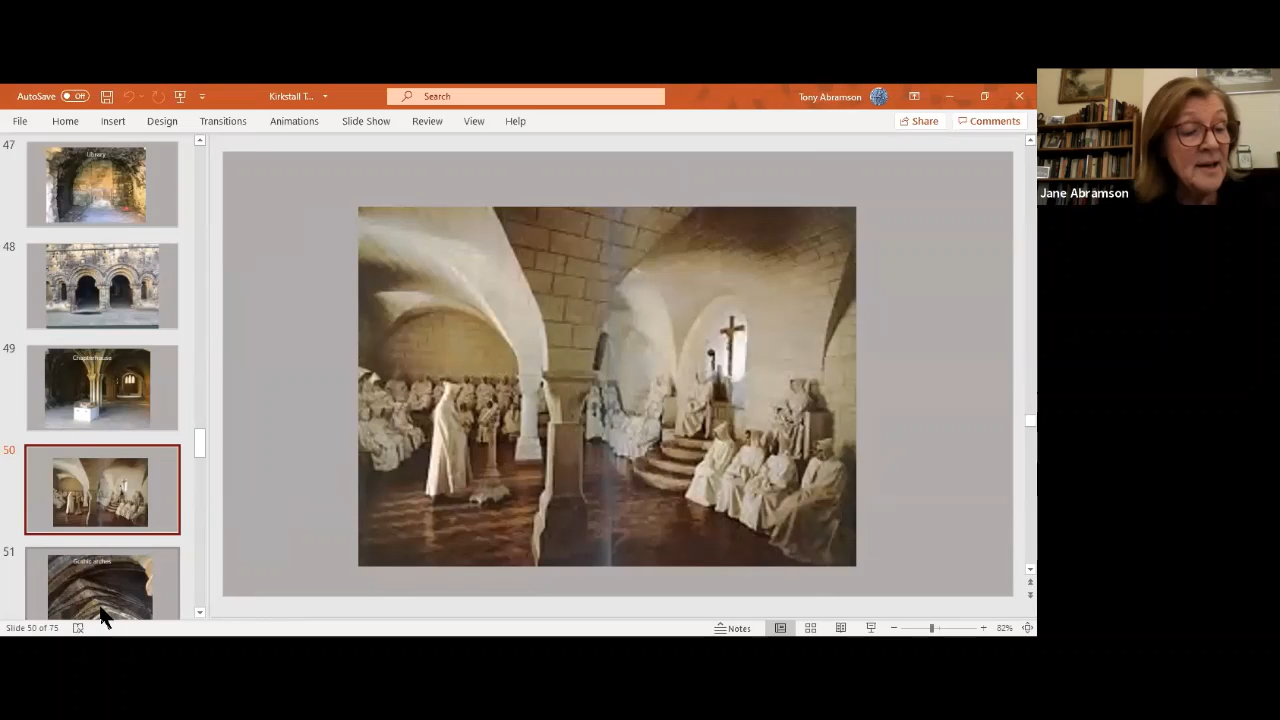 AutoSave Off
Kirkstall T...
Search
Tony Abramson
File Home Insert Design Transitions Animations Slide Show Review View Help
Share Comments
Jane Abramson
47
Library
48
49
Chapterhouse
50
51
Gothic arches
Slide 50 of 75
Notes
82%